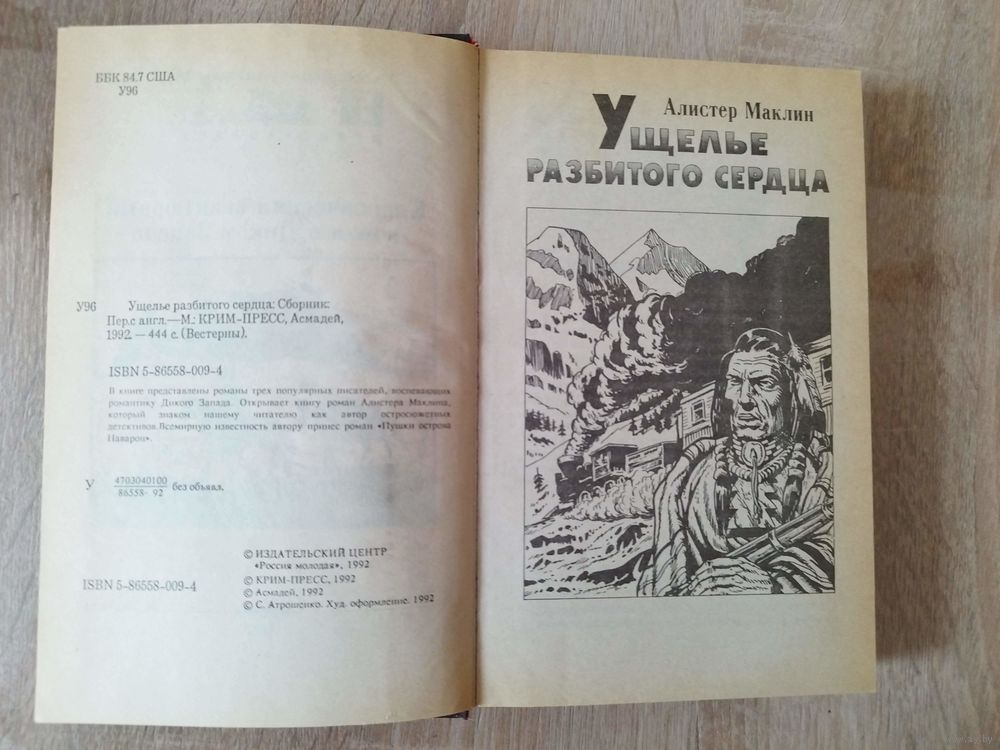 ББК 84.7 США
У96
У96 Ущелье разбитого сердца: Сборник:
Пер.с англ.—М.: КРИМ-ПРЕСС, Асмадей,
1992. — 444 с. (Вестерны).
ISBN 5-86558-009-4
В книге представлены романы трех популярных писателей, воспевающих
романтику Дикого Запада. Открывает книгу роман Алистера Маклина,
который знаком нашему читателю как автор остросюжетных
детективов.Всемирную известность автору принес роман «Пушки острова
Наварон».
У 4703040100
86558- 92 без объявл.
ISBN 5-86558-009-4
© ИЗДАТЕЛЬСКИЙ ЦЕНТР
«Россия молодая», 1992
© КРИМ-ПРЕСС, 1992
© Асмадей, 1992
© С. Атрошенко. Худ. оформление. 1992
Алистер Маклин
УЩЕЛЬЕ
РАЗБИТОГО СЕРДЦА